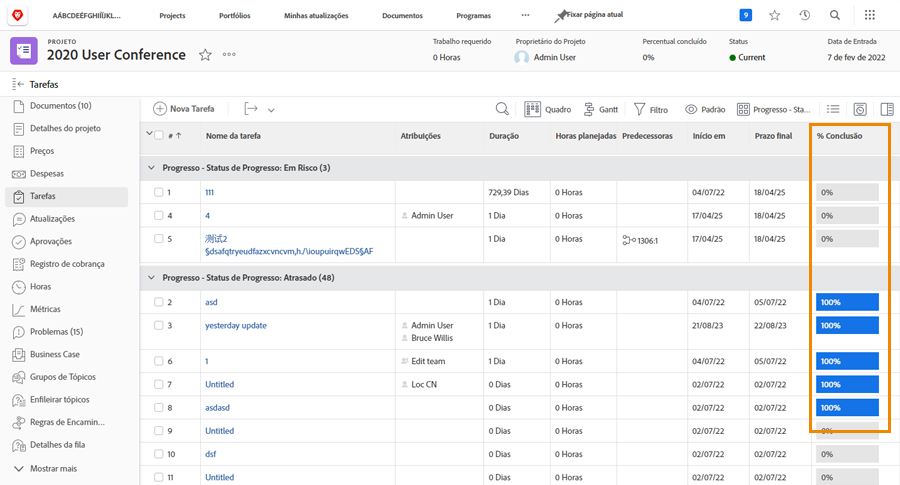 AÁBCDEÉFGHIÍJKL...
Projects
Portfólios
Minhas atualizações
Documentos
Programas
Fixar página atual
9
PROJETO
2020 User Conference
Trabalho requerido
0 Horas
Proprietário do Projeto
Admin User
Percentual concluído
0%
Status
Current
Data de Entrada
7 de fev de 2022
Tarefas
Documentos (10)
Detalhes do projeto
Preços
Despesas
Tarefas
Atualizações
Aprovações
Registro de cobrança
Horas
Métricas
Problemas (15)
Business Case
Grupos de Tópicos
Enfileirar tópicos
Regras de Encamin...
Detalhes da fila
Mostrar mais
Nova Tarefa
Quadro
Gantt
Filtro
Padrão
Progresso - Sta...
# Nome da tarefa Atribuições Duração Horas planejadas Predecessoras Início em Prazo final % Conclusão
Progresso - Status de Progresso: Em Risco (3)
1 111 729,39 Dias 0 Horas 04/07/22 18/04/25 0%
4 4 Admin User 1 Dia 0 Horas 17/04/25 18/04/25 0%
5 测试2 1 Dia 0 Horas 1306:1 17/04/25 18/04/25 0%
§dsafqtryeudfazxcvncvm,h./\ioupuirqwEDS§AF
Progresso - Status de Progresso: Atrasado (48)
2 asd 1 Dia 0 Horas 04/07/22 05/07/22 100%
3 yesterday update Admin User 1 Dia 0 Horas 21/08/23 22/08/23 100%
Bruce Willis
6 1 Edit team 1 Dia 0 Horas 04/07/22 05/07/22 100%
7 Untitled Loc CN 0 Dias 0 Horas 02/07/22 02/07/22 100%
8 asdasd 0 Dias 0 Horas 02/07/22 02/07/22 100%
9 Untitled 0 Dias 0 Horas 02/07/22 02/07/22 0%
10 dsf 0 Dias 0 Horas 02/07/22 02/07/22 0%
11 Untitled 0 Dias 0 Horas 02/07/22 02/07/22 0%